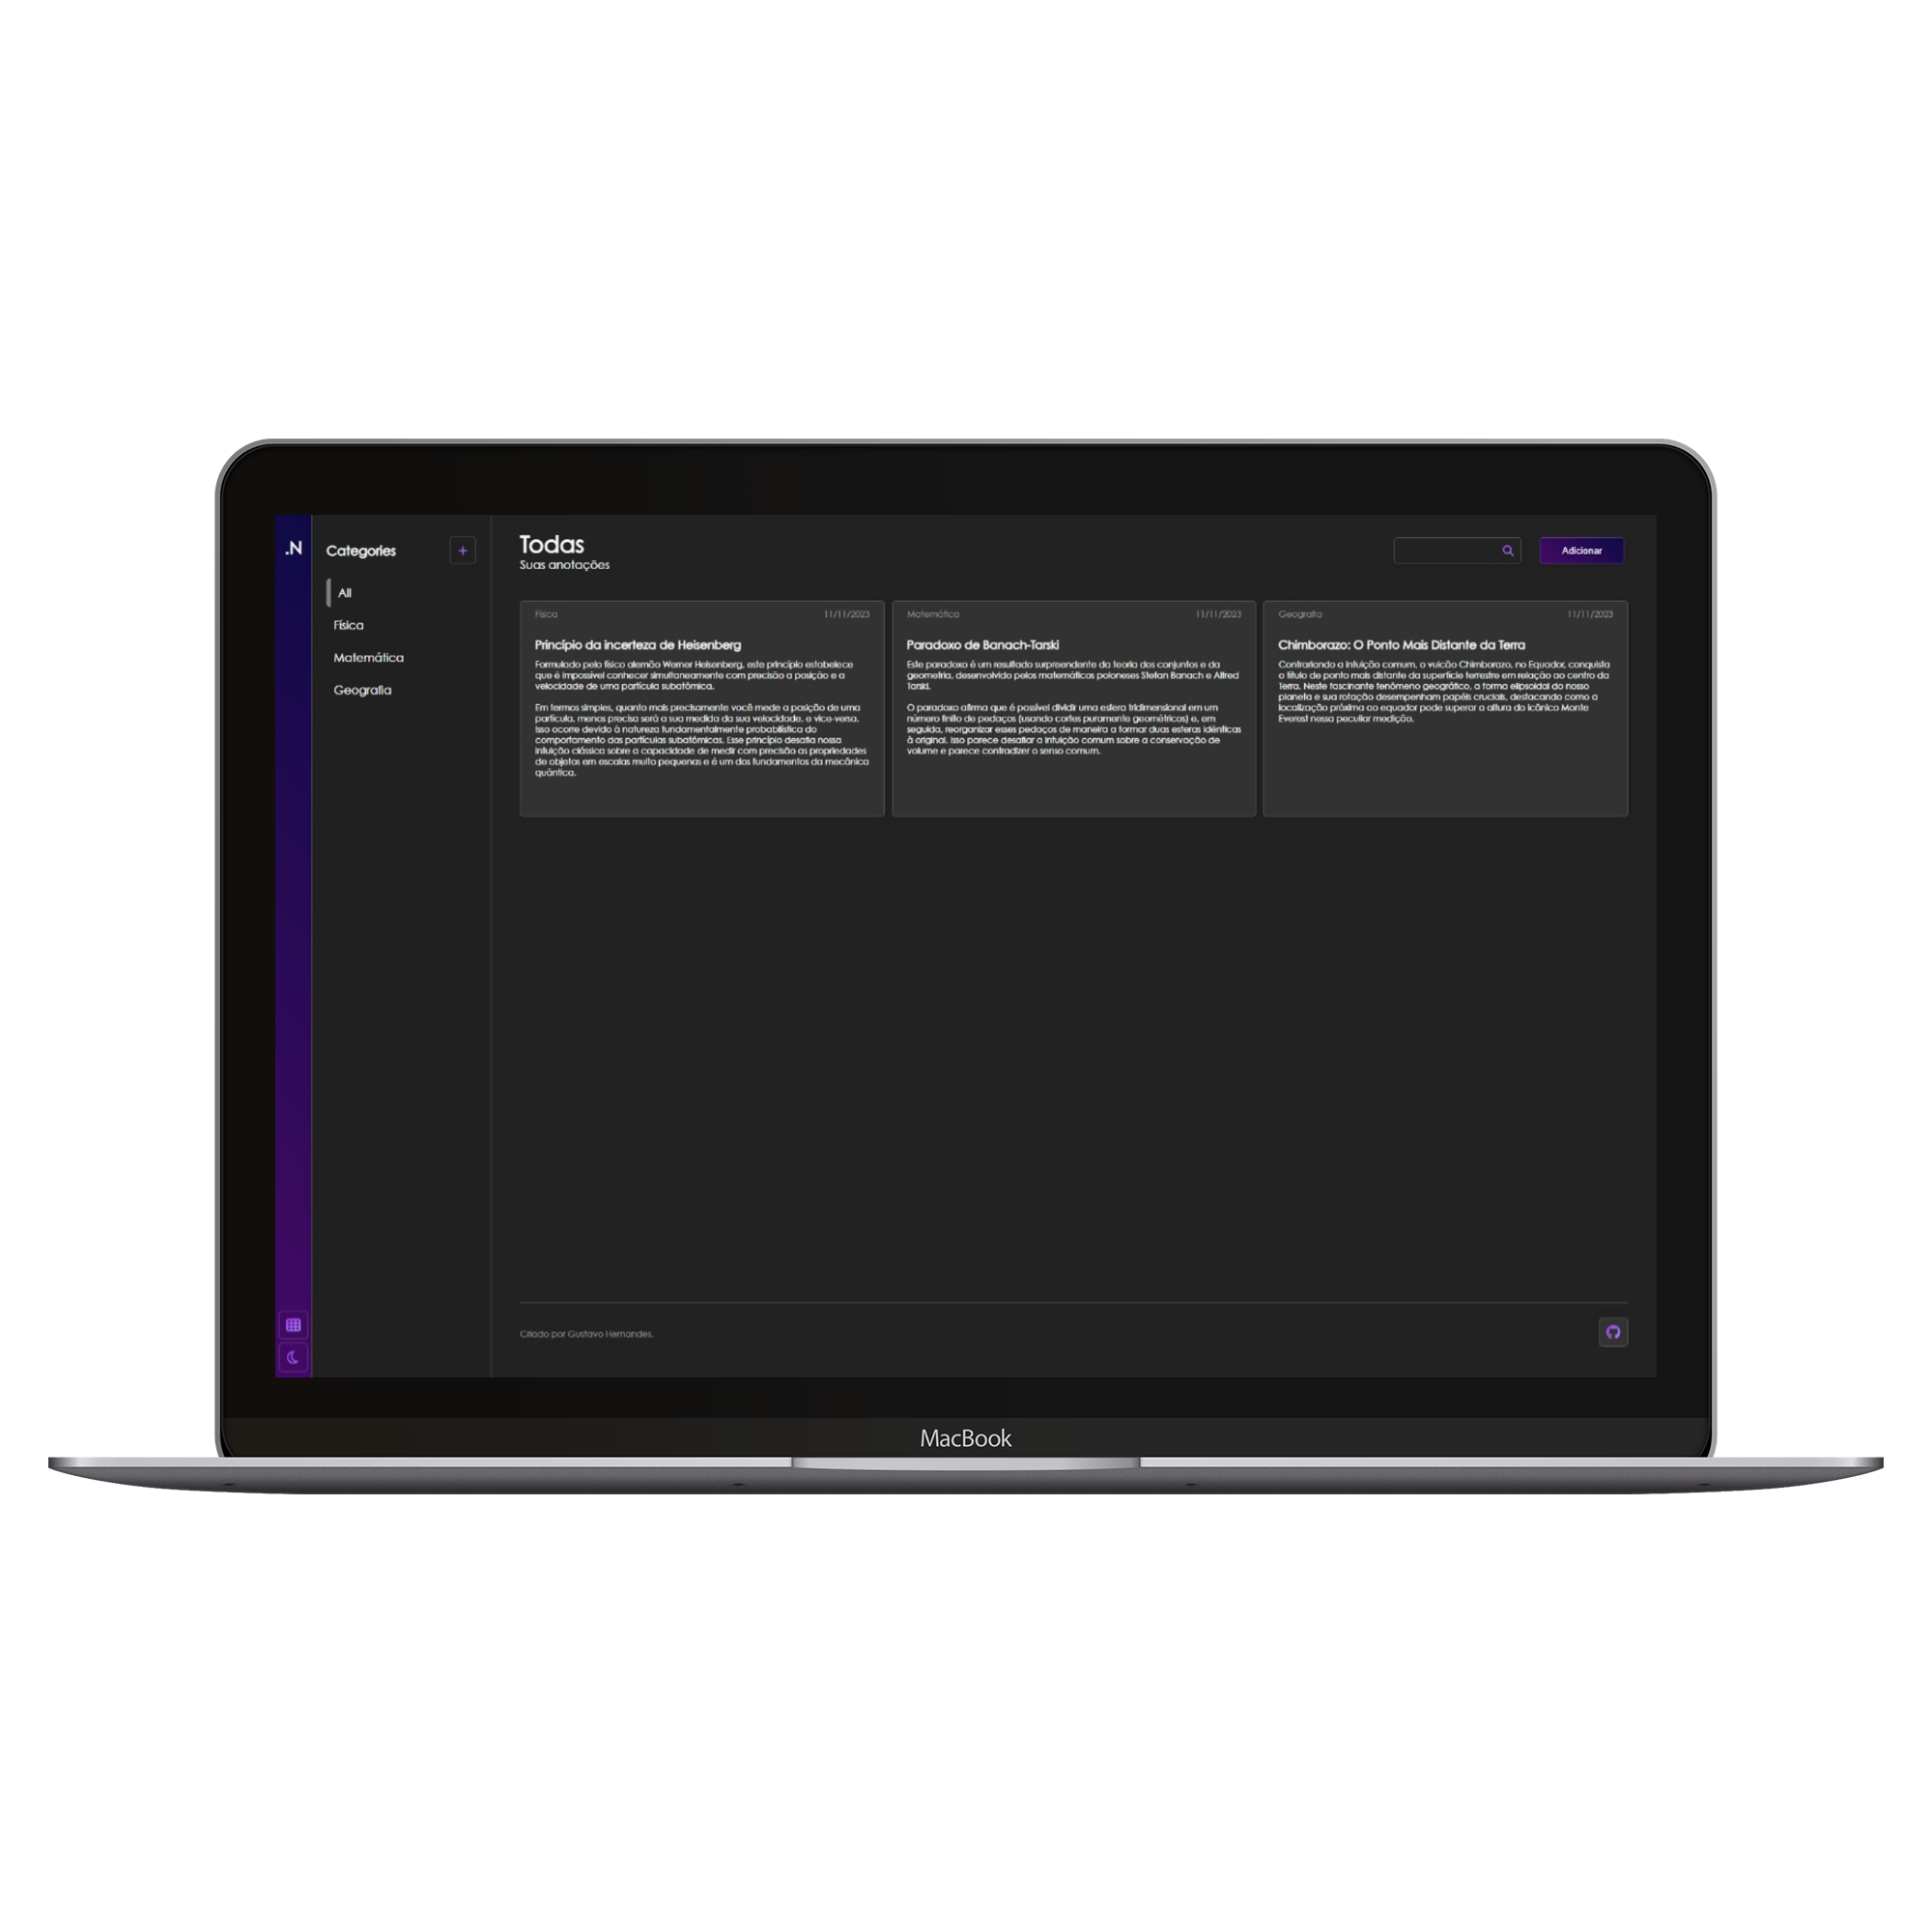 .N
Categories
+
All
Física
Matemática
Geografia
Todas
Suas anotações
Adicionar
Física 11/11/2023
Princípio da incerteza de Heisenberg
Formulado pelo físico alemão Werner Heisenberg, este princípio estabelece
que é impossível conhecer simultaneamente com precisão a posição e a
velocidade de uma partícula subatômica.
Em termos simples, quanto mais precisamente você mede a posição de uma
partícula, menos precisa será a sua medida da sua velocidade, e vice-versa.
Isso ocorre devido à natureza fundamentalmente probabilística do
comportamento das partículas subatômicas. Esse princípio desafia nossa
intuição clássica sobre a capacidade de medir com precisão as propriedades
de objetos em escalas muito pequenas e é um dos fundamentos da mecânica
quântica.
Matemática 11/11/2023
Paradoxo de Banach-Tarski
Este paradoxo é um resultado surpreendente da teoria dos conjuntos e da
geometria, desenvolvido pelos matemáticos poloneses Stefan Banach e Alfred
Tarski.
O paradoxo afirma que é possível dividir uma esfera tridimensional em um
número finito de pedaços (usando cortes puramente geométricos) e, em
seguida, reorganizar esses pedaços de maneira a formar duas esferas idênticas
à original. Isso parece desafiar a intuição comum sobre a conservação de
volume e parece contradizer o senso comum.
Geografia 11/11/2023
Chimborazo: O Ponto Mais Distante da Terra
Contrariando a intuição comum, o vulcão Chimborazo, no Equador, conquista
o título de ponto mais distante da superfície terrestre em relação ao centro da
Terra. Neste fascinante fenômeno geográfico, a forma elipsoidal do nosso
planeta e sua rotação desempenham papéis cruciais, destacando como a
localização próxima ao equador pode superar a altura do icônico Monte
Everest nessa peculiar medição.
Criado por Gustavo Hernandes.
MacBook